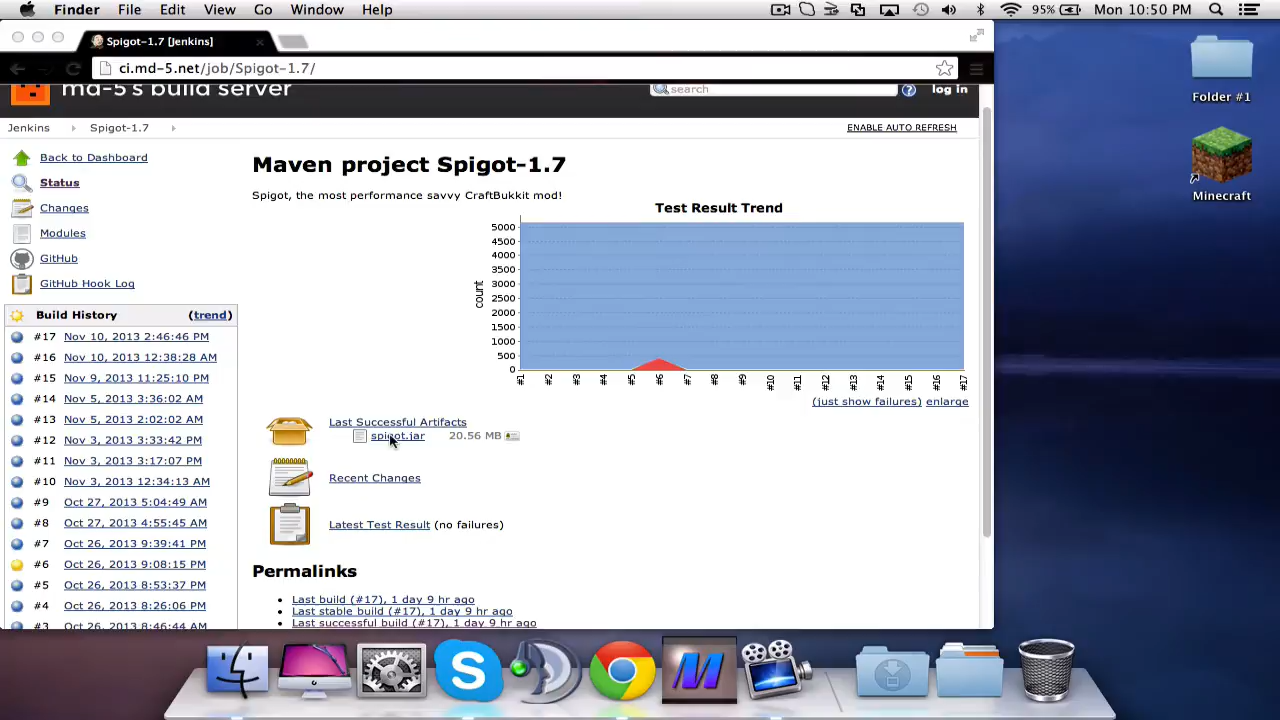 Finder File Edit View Go Window Help 95% Mon 10:50 PM
Spigot-1.7 [Jenkins]
ci.md-5.net/job/Spigot-1.7/
Folder #1
Minecraft
md-5's build server search log in
Jenkins Spigot-1.7 ENABLE AUTO REFRESH
Back to Dashboard
Status
Changes
Modules
GitHub
GitHub Hook Log
Build History (trend)
#17 Nov 10, 2013 2:46:46 PM
#16 Nov 10, 2013 12:38:28 AM
#15 Nov 9, 2013 11:25:10 PM
#14 Nov 5, 2013 3:36:02 AM
#13 Nov 5, 2013 2:02:02 AM
#12 Nov 3, 2013 3:33:42 PM
#11 Nov 3, 2013 3:17:07 PM
#10 Nov 3, 2013 12:34:13 AM
#9 Oct 27, 2013 5:04:49 AM
#8 Oct 27, 2013 4:55:45 AM
#7 Oct 26, 2013 9:39:41 PM
#6 Oct 26, 2013 9:08:15 PM
#5 Oct 26, 2013 8:53:37 PM
#4 Oct 26, 2013 8:26:06 PM
#3 Oct 26, 2013 8:46:44 AM
Maven project Spigot-1.7
Spigot, the most performance savvy CraftBukkit mod!
Test Result Trend
5000
4500
4000
3500
3000
2500
2000
1500
1000
500
0
count
#1 #2 #3 #4 #5 #6 #7 #8 #9 #10 #11 #12 #13 #14 #15 #16 #17
(just show failures) enlarge
Last Successful Artifacts
spigot.jar 20.56 MB
Recent Changes
Latest Test Result (no failures)
Permalinks
Last build (#17), 1 day 9 hr ago
Last stable build (#17), 1 day 9 hr ago
Last successful build (#17), 1 day 9 hr ago